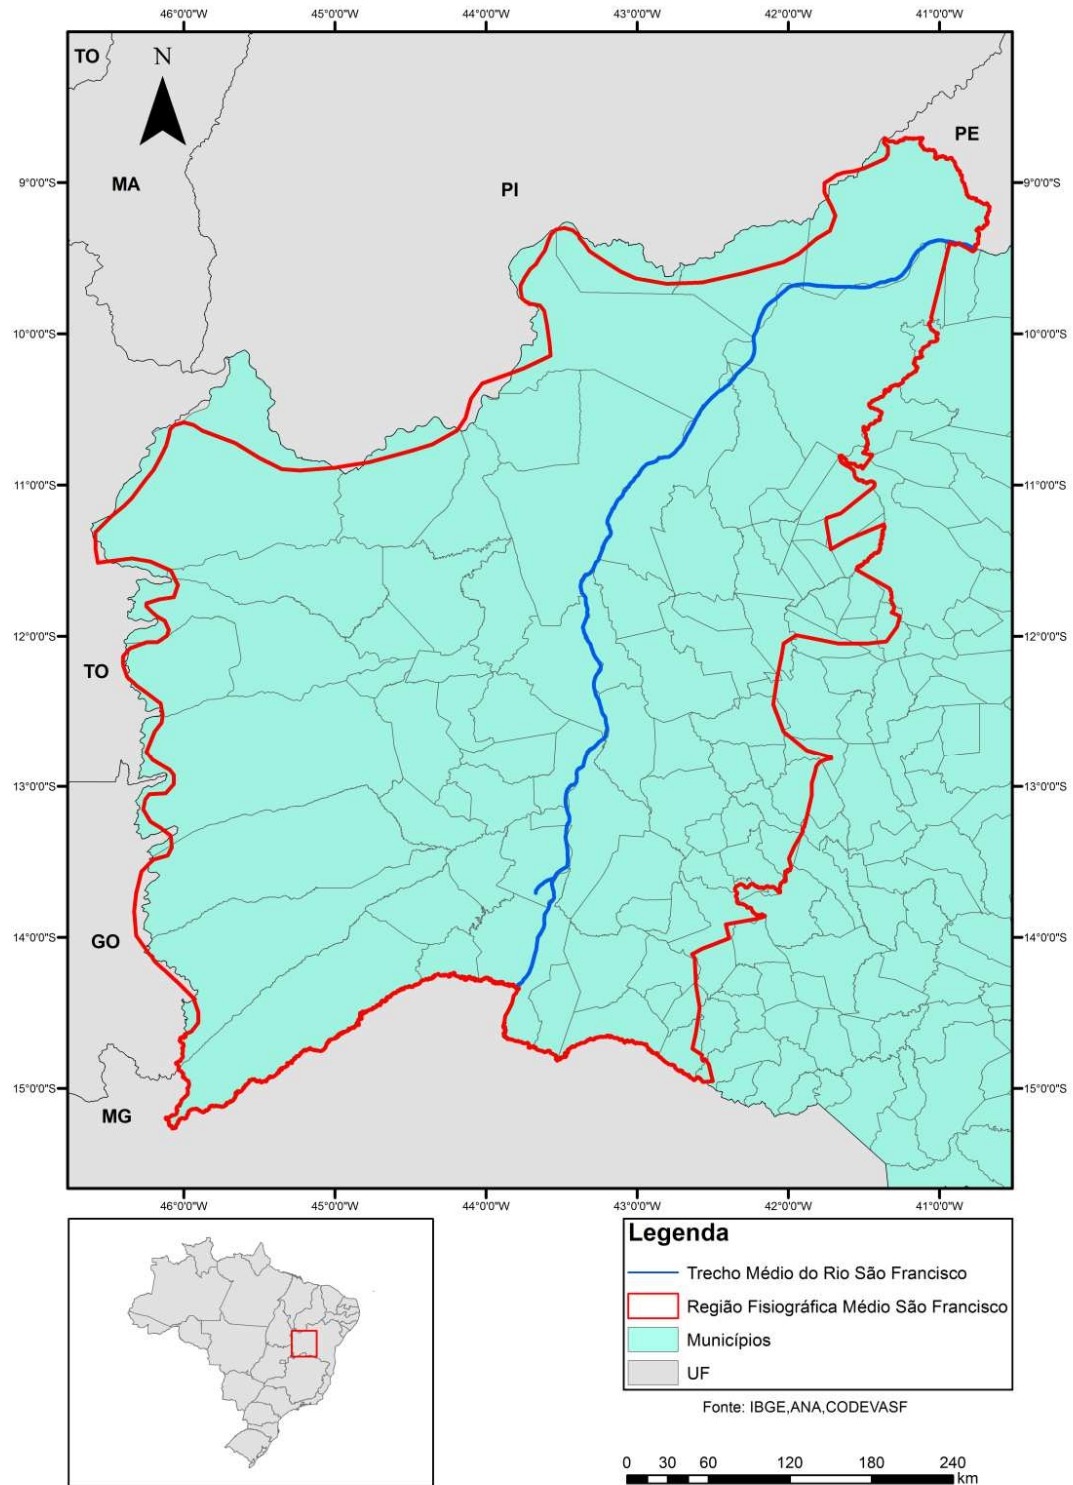 46°0'0"W 45°0'0"W 44°0'0"W 43°0'0"W 42°0'0"W 41°0'0"W
TO
N
PE
MA
PI
9°0'0"S 9°0'0"S
10°0'0"S 10°0'0"S
11°0'0"S 11°0'0"S
12°0'0"S 12°0'0"S
TO
13°0'0"S 13°0'0"S
GO
14°0'0"S 14°0'0"S
15°0'0"S 15°0'0"S
MG
46°0'0"W 45°0'0"W 44°0'0"W 43°0'0"W 42°0'0"W 41°0'0"W
Legenda
Trecho Médio do Rio São Francisco
Região Fisiográfica Médio São Francisco
Municípios
UF
Fonte: IBGE,ANA,CODEVASF
0 30 60 120 180 240
km